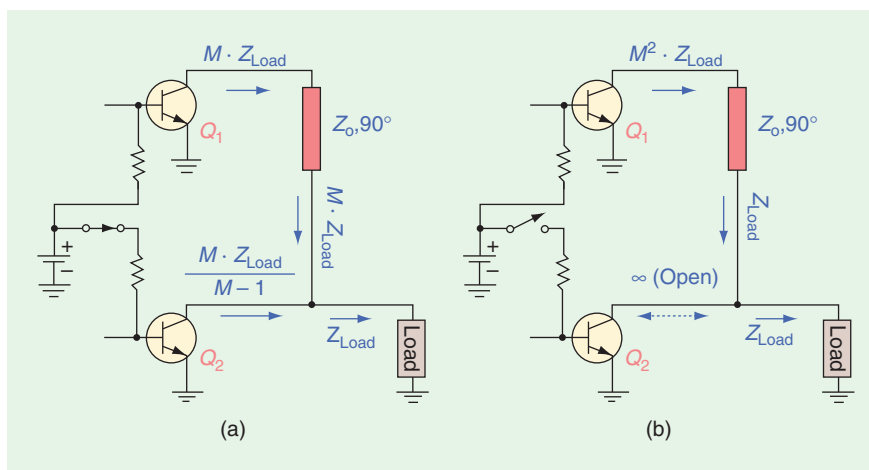 M · Z_Load
Q_1
Z_o,90°
M · Z_Load
+
−
M · Z_Load
M – 1
∞ (Open)
Z_Load
Q_2
Load
(a)
M^2 · Z_Load
Q_1
Z_o,90°
Z_Load
+
−
Z_Load
Q_2
Load
(b)